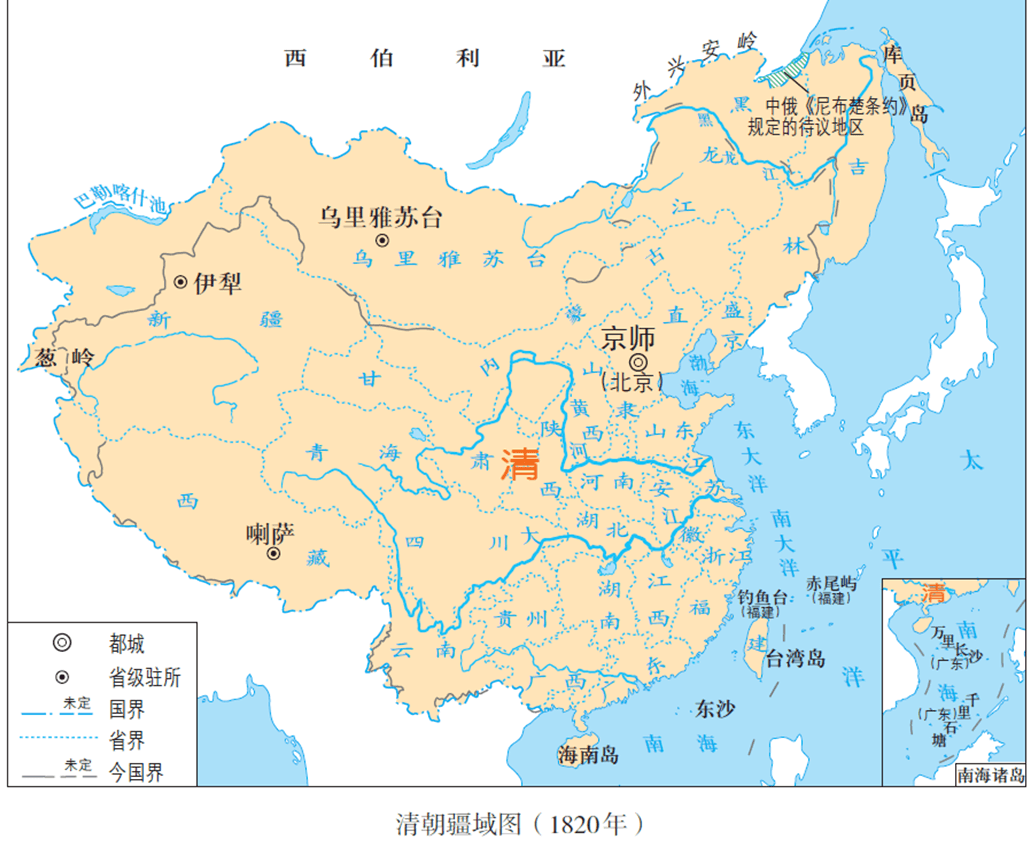 西伯利亚
外兴安岭
库页岛
中俄《尼布楚条约》
规定的待议地区
黑龙江
黑龙江
吉林
巴勒喀什池
乌里雅苏台
乌里雅苏台
伊犁
新疆
葱岭
内蒙古
直隶
盛京
京师
(北京)
渤海
甘肃
山西
黄河
陕西
山东
青海
清
河南
江苏
安徽
东大洋
南大洋
太平洋
西藏
喇萨
四川
湖北
大江
浙江
湖南
江西
贵州
福建
云南
广西
广东
钓鱼台
(福建)
赤尾屿
(福建)
台湾岛
东沙
海南岛
南海
清
南海
万里长沙
(广东)
千里石塘
(广东)
南海诸岛
都城
省级驻所
未定
国界
省界
未定
今国界
清朝疆域图（1820年）